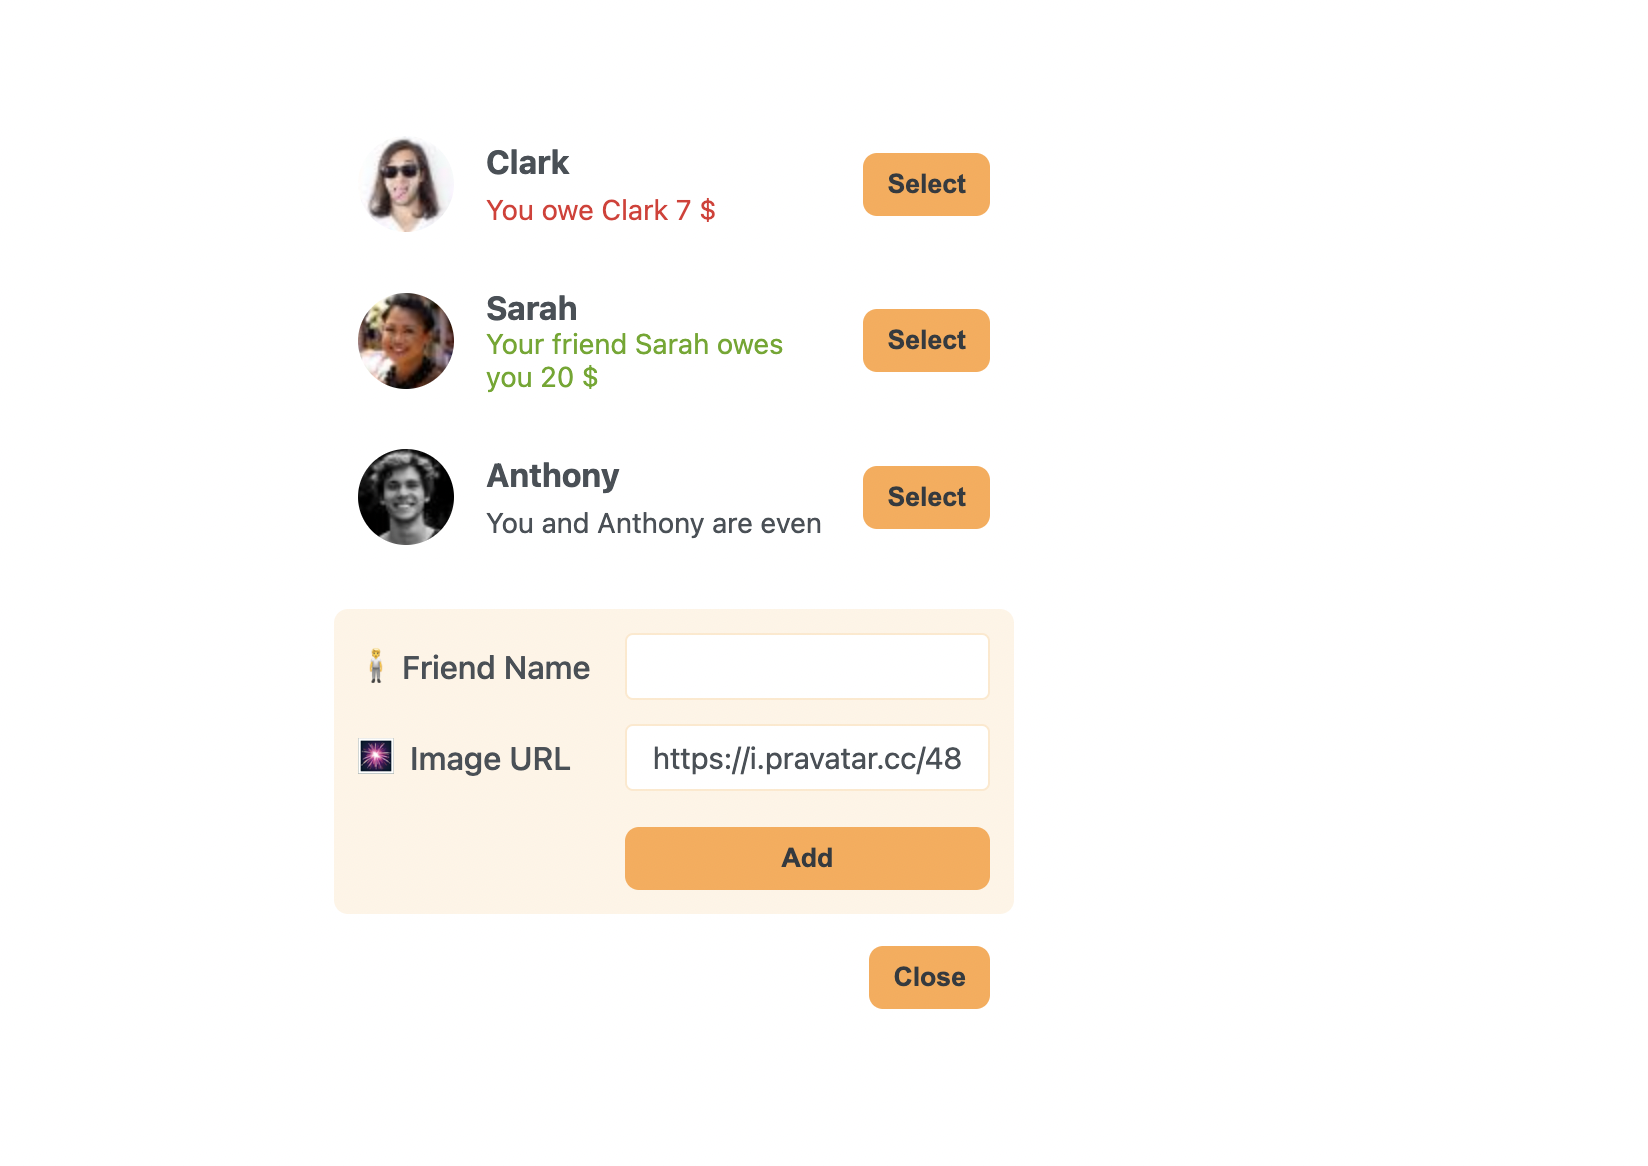 Clark
You owe Clark 7 $
Select
Sarah
Your friend Sarah owes
you 20 $
Select
Anthony
You and Anthony are even
Select
Friend Name
Image URL
https://i.pravatar.cc/48
Add
Close